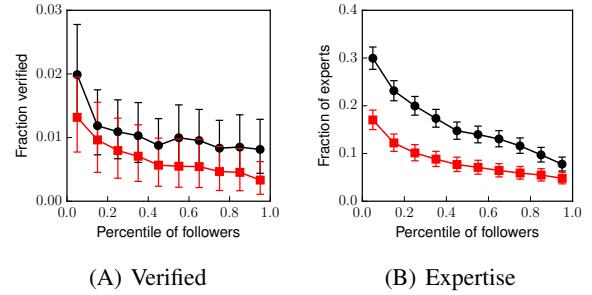 0.03
0.02
0.01
0.00
Fraction verified
0.0 0.2 0.4 0.6 0.8 1.0
Percentile of followers
(A) Verified
0.4
0.3
0.2
0.1
0.0
Fraction of experts
0.0 0.2 0.4 0.6 0.8 1.0
Percentile of followers
(B) Expertise